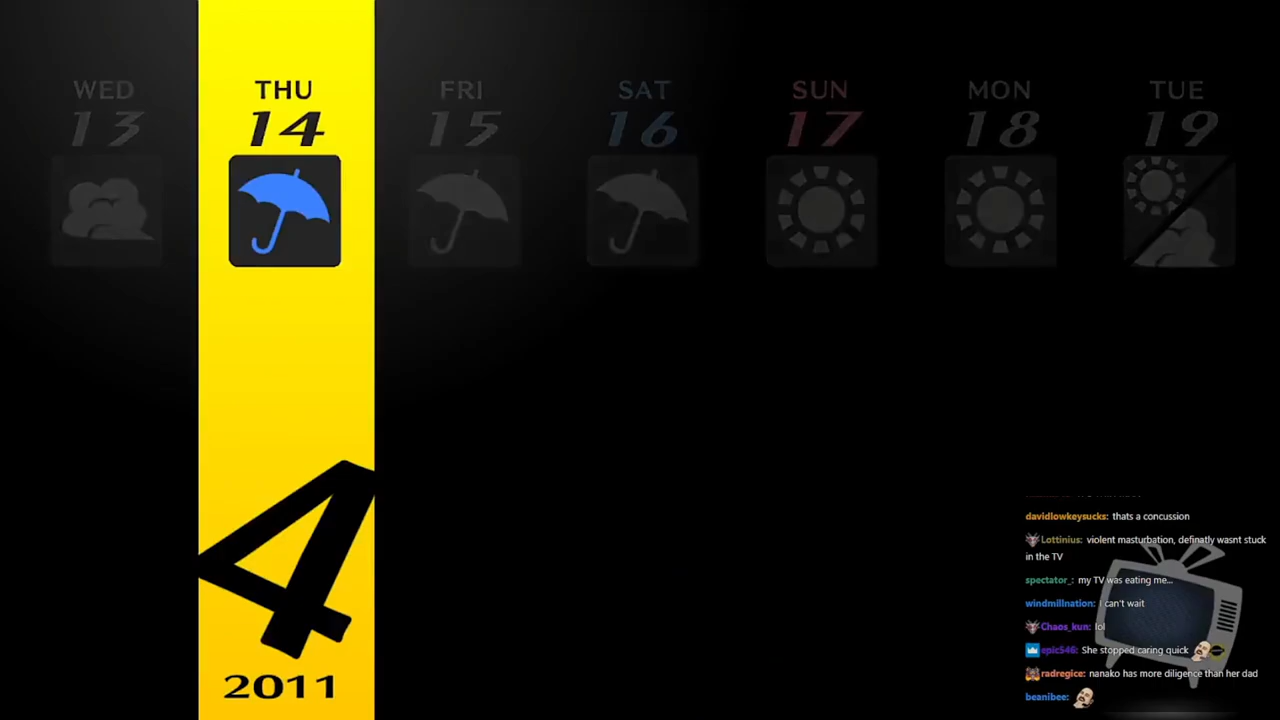 WED THU FRI SAT SUN MON TUE
13 14 15 16 17 18 19
4
2011
davidlowkeysucks: thats a concussion
Lottinius: violent masturbation, definatly wasnt stuck
in the TV
spectator_: my TV was eating me...
windmillnation: i can't wait
Chaos_kun: lol
epic546: She stopped caring quick
radregice: nanako has more diligence than her dad
beanibee: